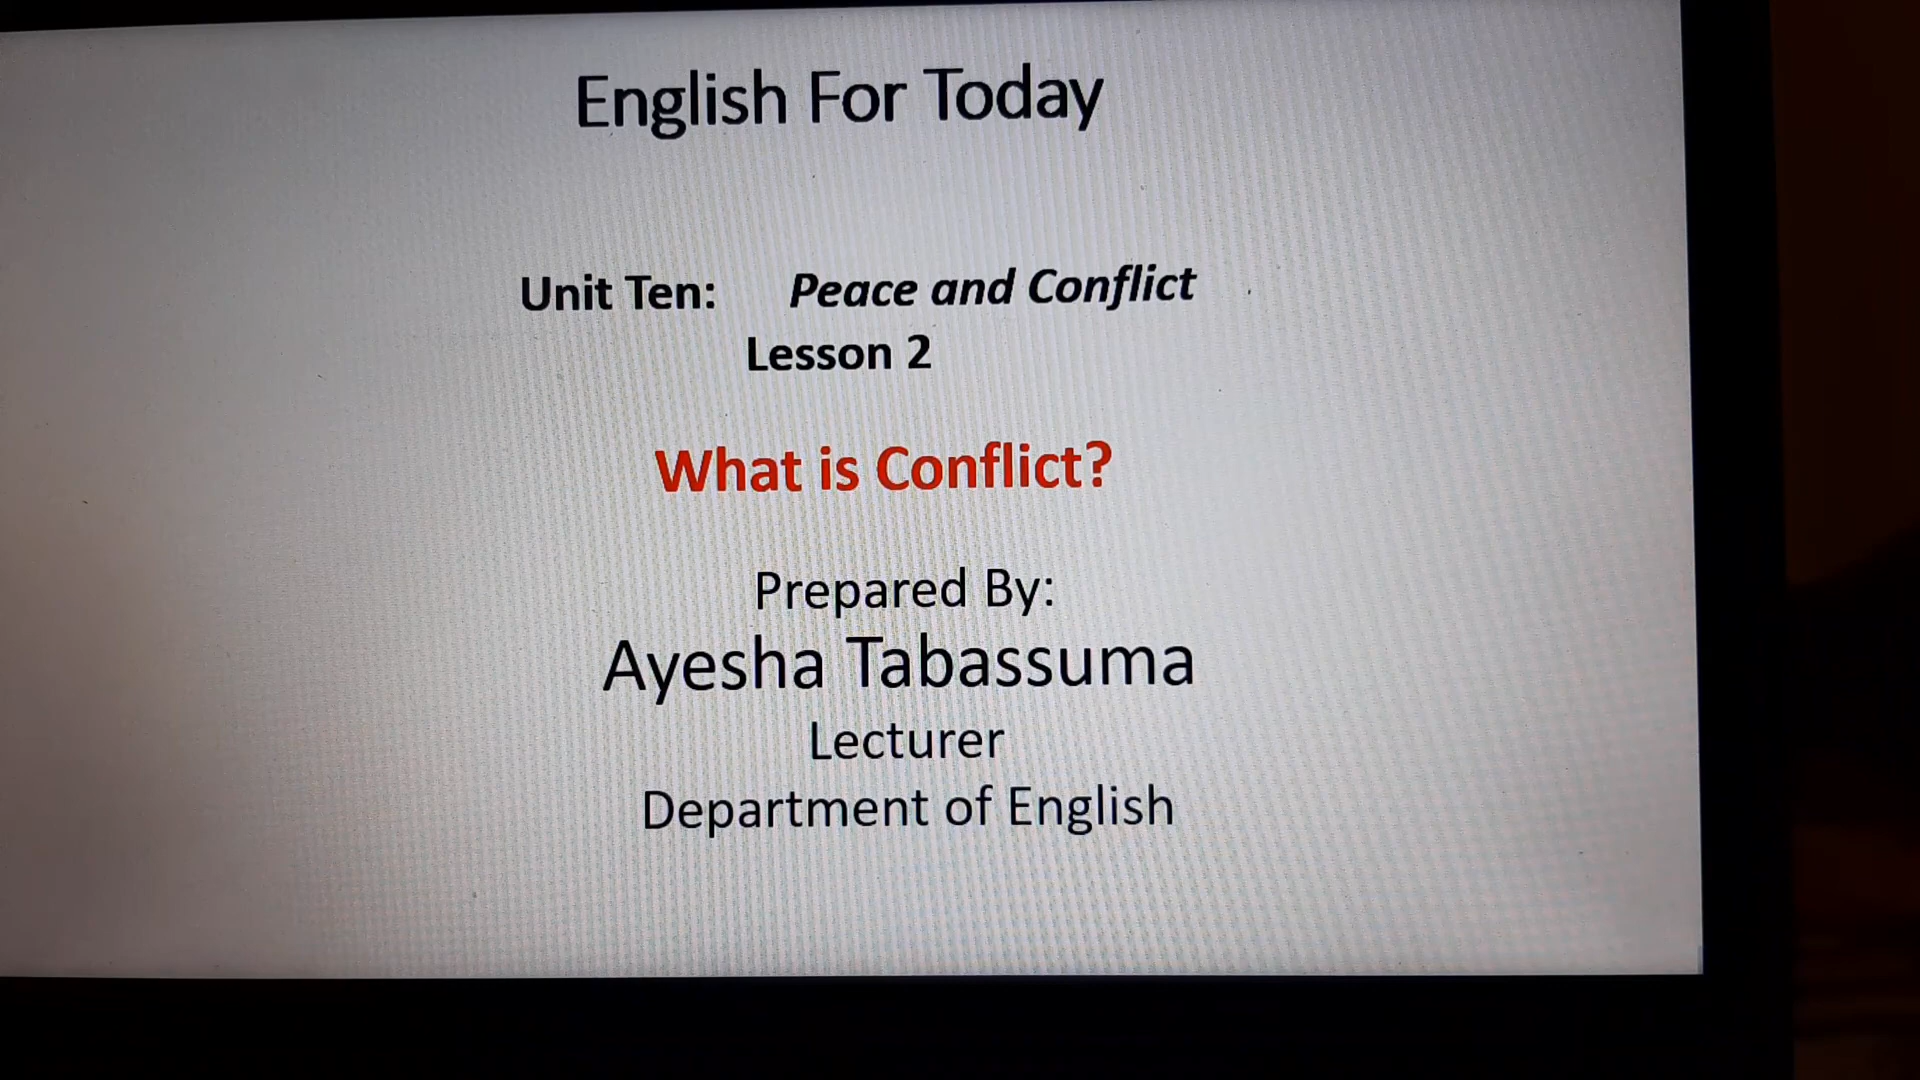 English For Today
Unit Ten: Peace and Conflict
Lesson 2
What is Conflict?
Prepared By:
Ayesha Tabassuma
Lecturer
Department of English